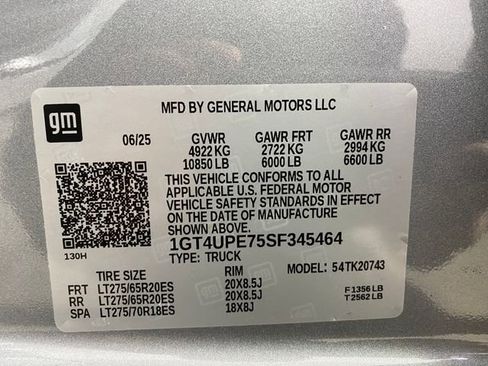 gm
MFD BY GENERAL MOTORS LLC
06/25 GVWR GAWR FRT GAWR RR
4922 KG 2722 KG 2994 KG
10850 LB 6000 LB 6600 LB
THIS VEHICLE CONFORMS TO ALL
APPLICABLE U.S. FEDERAL MOTOR
VEHICLE SAFETY STANDARDS IN EFFECT
ON THE DATE OF MANUFACTURE
SHOWN ABOVE.
130H
1GT4UPE75SF345464
TYPE: TRUCK
TIRE SIZE RIM MODEL: 54TK20743
FRT LT275/65R20ES 20X8.5J F1356 LB
RR LT275/65R20ES 20X8.5J T2562 LB
SPA LT275/70R18ES 18X8J